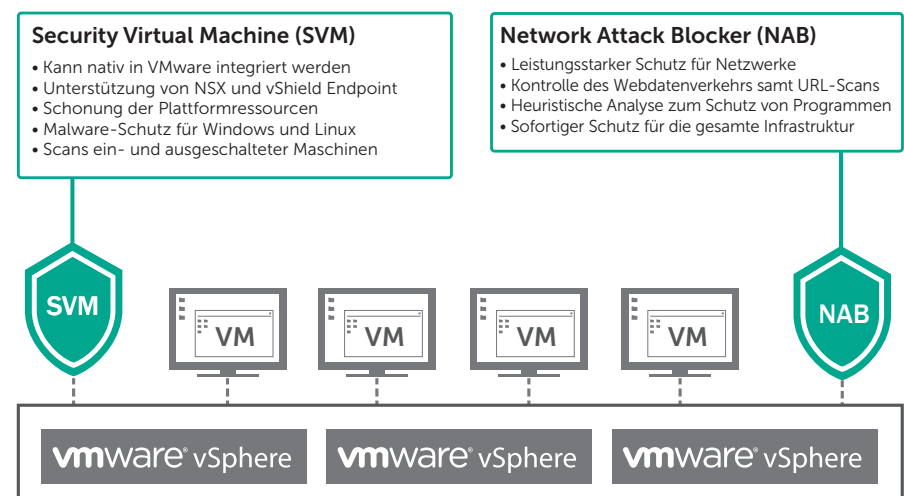 Security Virtual Machine (SVM)
• Kann nativ in VMware integriert werden
• Unterstützung von NSX und vShield Endpoint
• Schonung der Plattformressourcen
• Malware-Schutz für Windows und Linux
• Scans ein- und ausgeschalteter Maschinen
Network Attack Blocker (NAB)
• Leistungsstarker Schutz für Netzwerke
• Kontrolle des Webdatenverkehrs samt URL-Scans
• Heuristische Analyse zum Schutz von Programmen
• Sofortiger Schutz für die gesamte Infrastruktur
SVM
VM
VM
VM
VM
NAB
vmware® vSphere
vmware® vSphere
vmware® vSphere